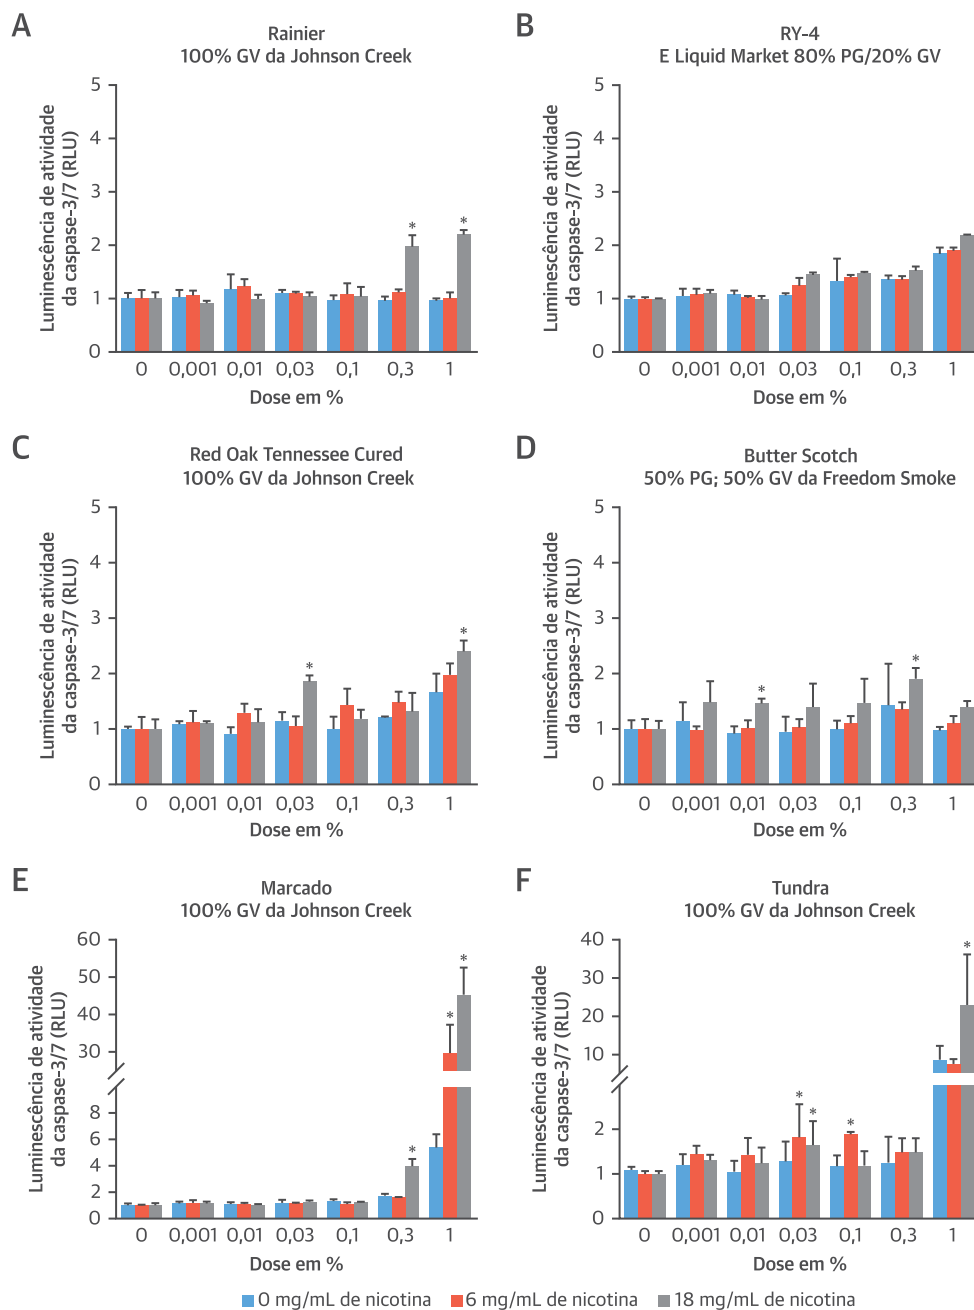 A
Rainier
100% GV da Johnson Creek
Luminescência de atividade
da caspase-3/7 (RLU)
5
4
3
2
1
0
* *
0 0,001 0,01 0,03 0,1 0,3 1
Dose em %
B
RY-4
E Liquid Market 80% PG/20% GV
Luminescência de atividade
da caspase-3/7 (RLU)
5
4
3
2
1
0
0 0,001 0,01 0,03 0,1 0,3 1
Dose em %
C
Red Oak Tennessee Cured
100% GV da Johnson Creek
Luminescência de atividade
da caspase-3/7 (RLU)
5
4
3
2
1
0
* *
0 0,001 0,01 0,03 0,1 0,3 1
Dose em %
D
Butter Scotch
50% PG; 50% GV da Freedom Smoke
Luminescência de atividade
da caspase-3/7 (RLU)
5
4
3
2
1
0
* *
0 0,001 0,01 0,03 0,1 0,3 1
Dose em %
E
Marcado
100% GV da Johnson Creek
Luminescência de atividade
da caspase-3/7 (RLU)
60
50
40
30
8
6
4
2
0
* * *
0 0,001 0,01 0,03 0,1 0,3 1
Dose em %
F
Tundra
100% GV da Johnson Creek
Luminescência de atividade
da caspase-3/7 (RLU)
40
30
20
10
2
1
0
* * * *
0 0,001 0,01 0,03 0,1 0,3 1
Dose em %
0 mg/mL de nicotina 6 mg/mL de nicotina 18 mg/mL de nicotina